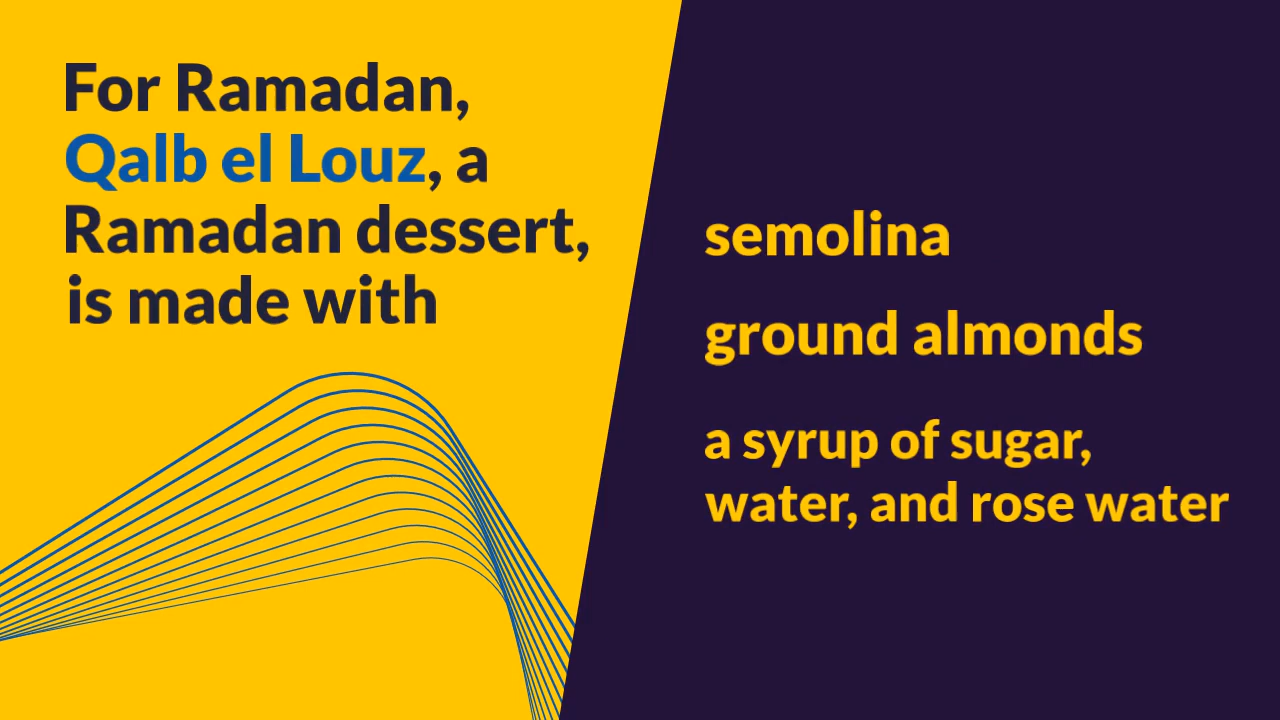 For Ramadan,
Qalb el Louz, a
Ramadan dessert,
is made with
semolina
ground almonds
a syrup of sugar,
water, and rose water